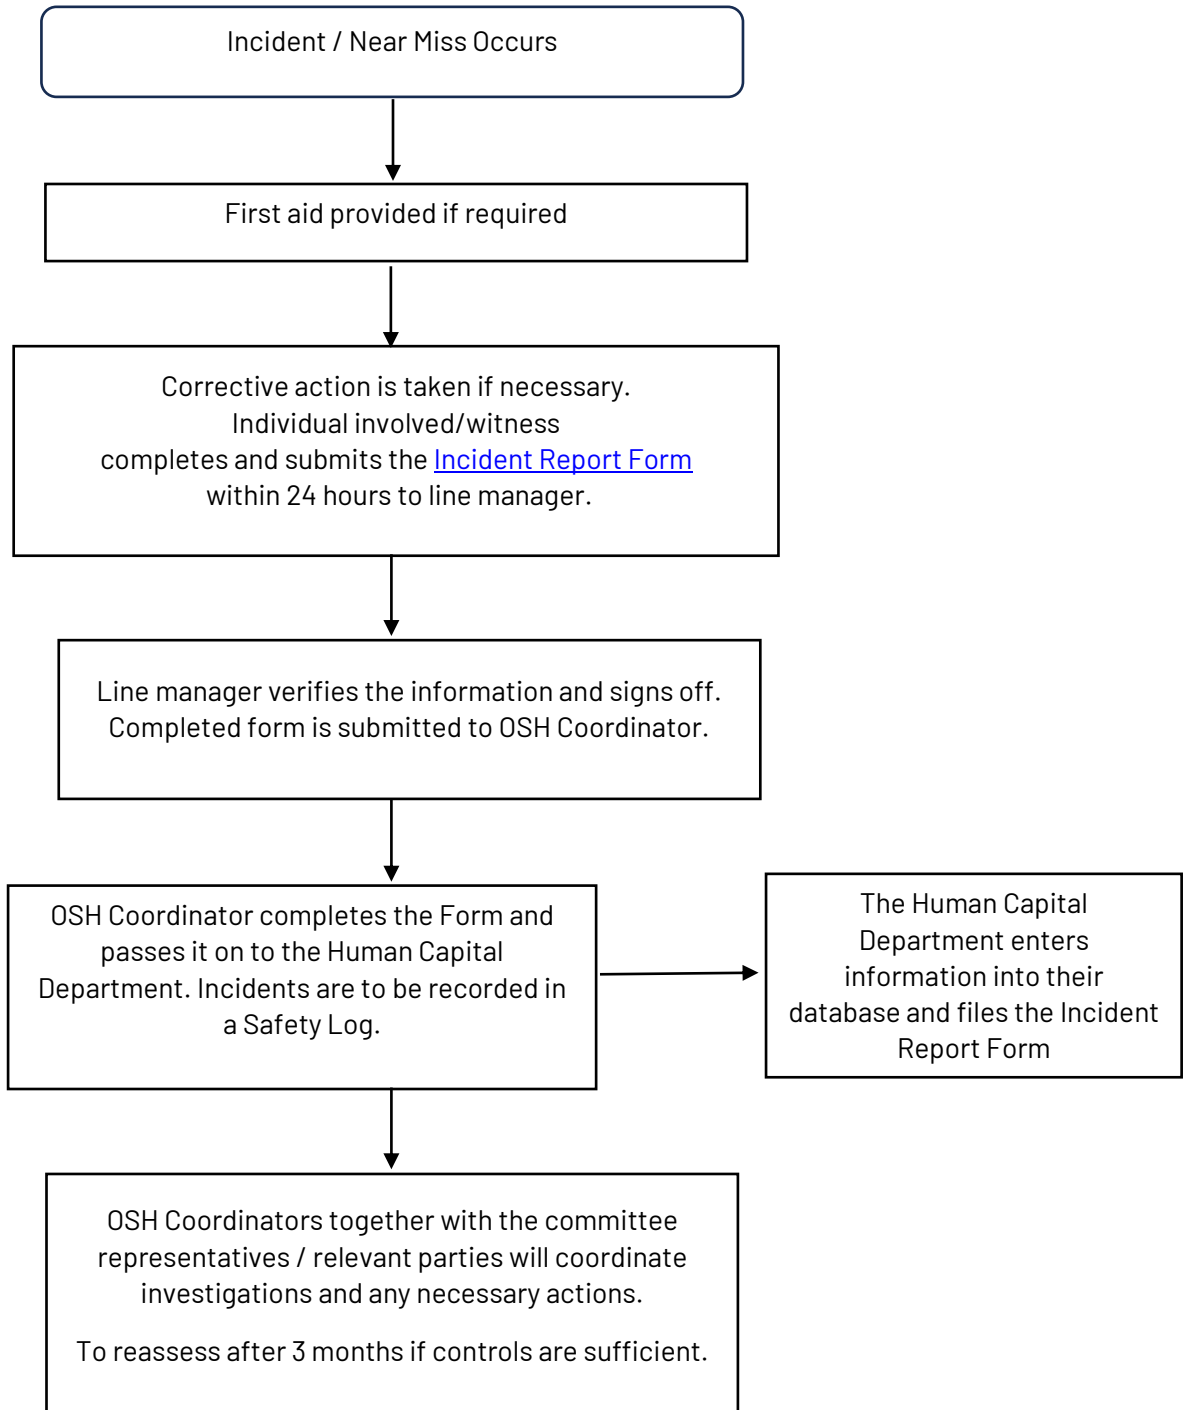 Incident / Near Miss Occurs
First aid provided if required
Corrective action is taken if necessary.
Individual involved/witness
completes and submits the Incident Report Form
within 24 hours to line manager.
Line manager verifies the information and signs off.
Completed form is submitted to OSH Coordinator.
OSH Coordinator completes the Form and
passes it on to the Human Capital
Department. Incidents are to be recorded in
a Safety Log.
The Human Capital
Department enters
information into their
database and files the Incident
Report Form
OSH Coordinators together with the committee
representatives / relevant parties will coordinate
investigations and any necessary actions.
To reassess after 3 months if controls are sufficient.